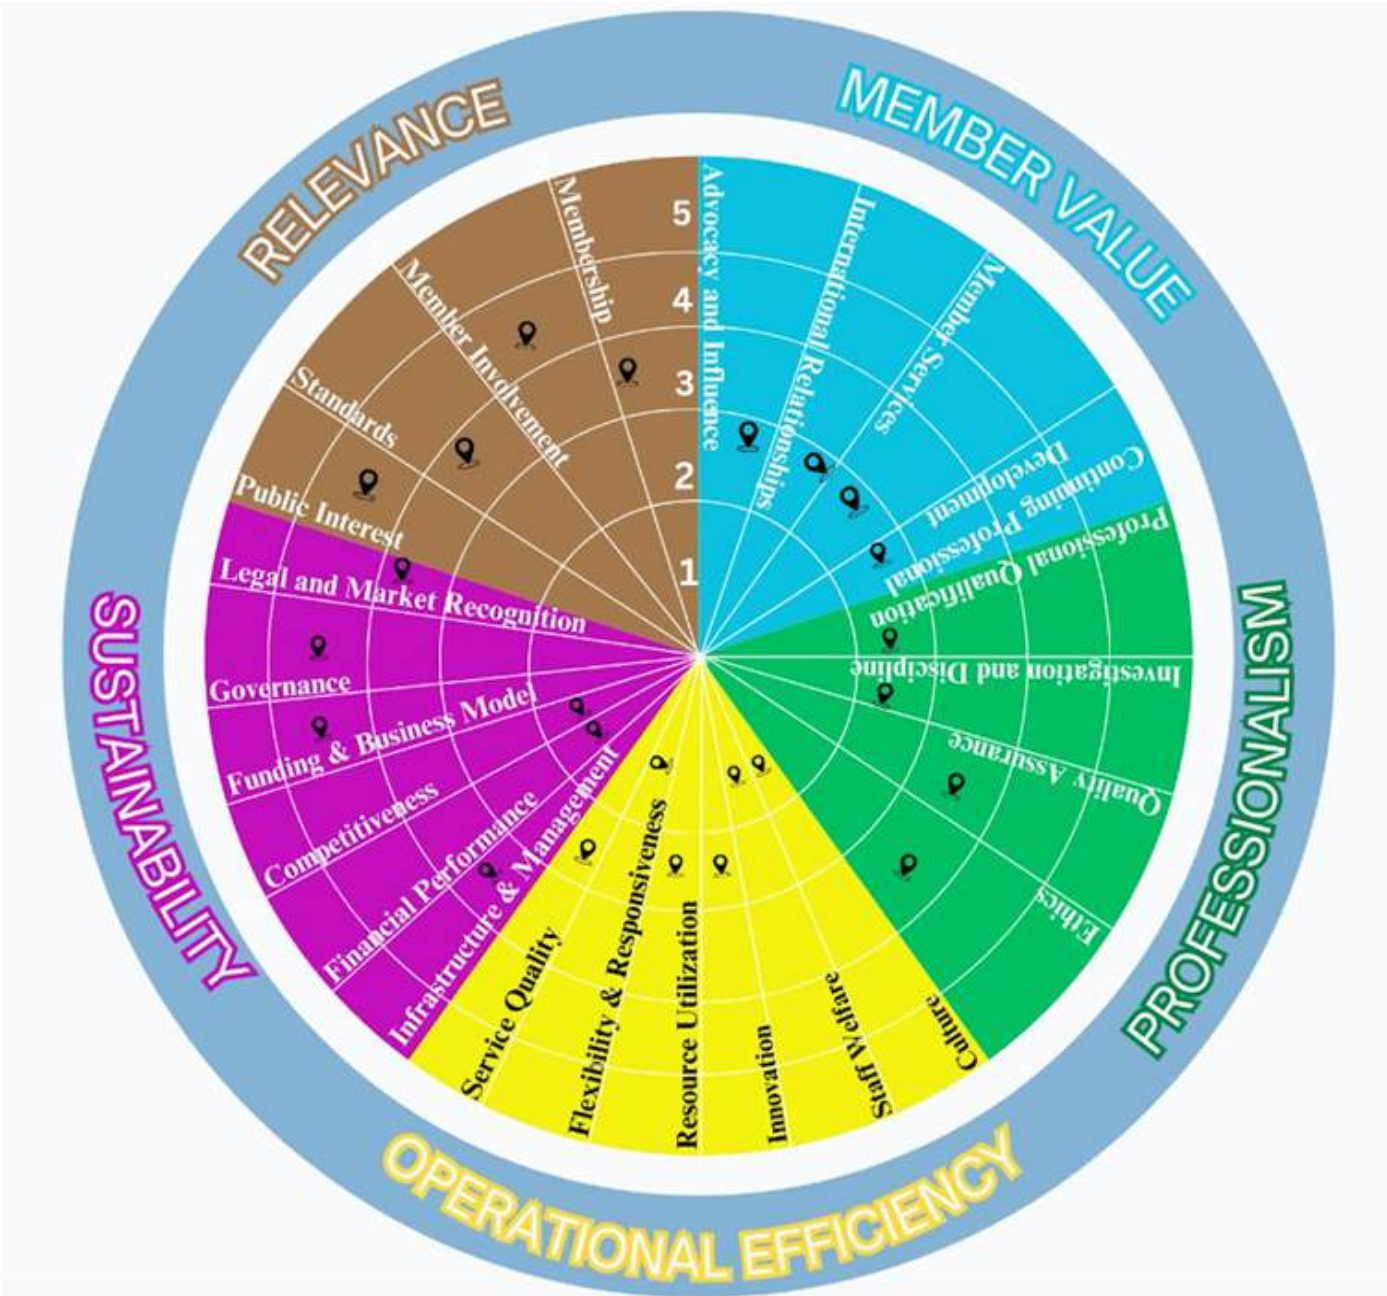 RELEVANCE
MEMBER VALUE
PROFESSIONALISM
OPERATIONAL EFFICIENCY
SUSTAINABILITY
5
4
3
2
1
Advocacy and Influence
International Relationships
Member Services
Continuing Professional
Development
Professional Qualification
Investigation and Discipline
Quality Assurance
Ethics
Culture
Staff Welfare
Innovation
Resource Utilization
Flexibility & Responsiveness
Service Quality
Infrastructure & Management
Financial Performance
Competitiveness
Funding & Business Model
Governance
Legal and Market Recognition
Public Interest
Standards
Member Involvement
Membership